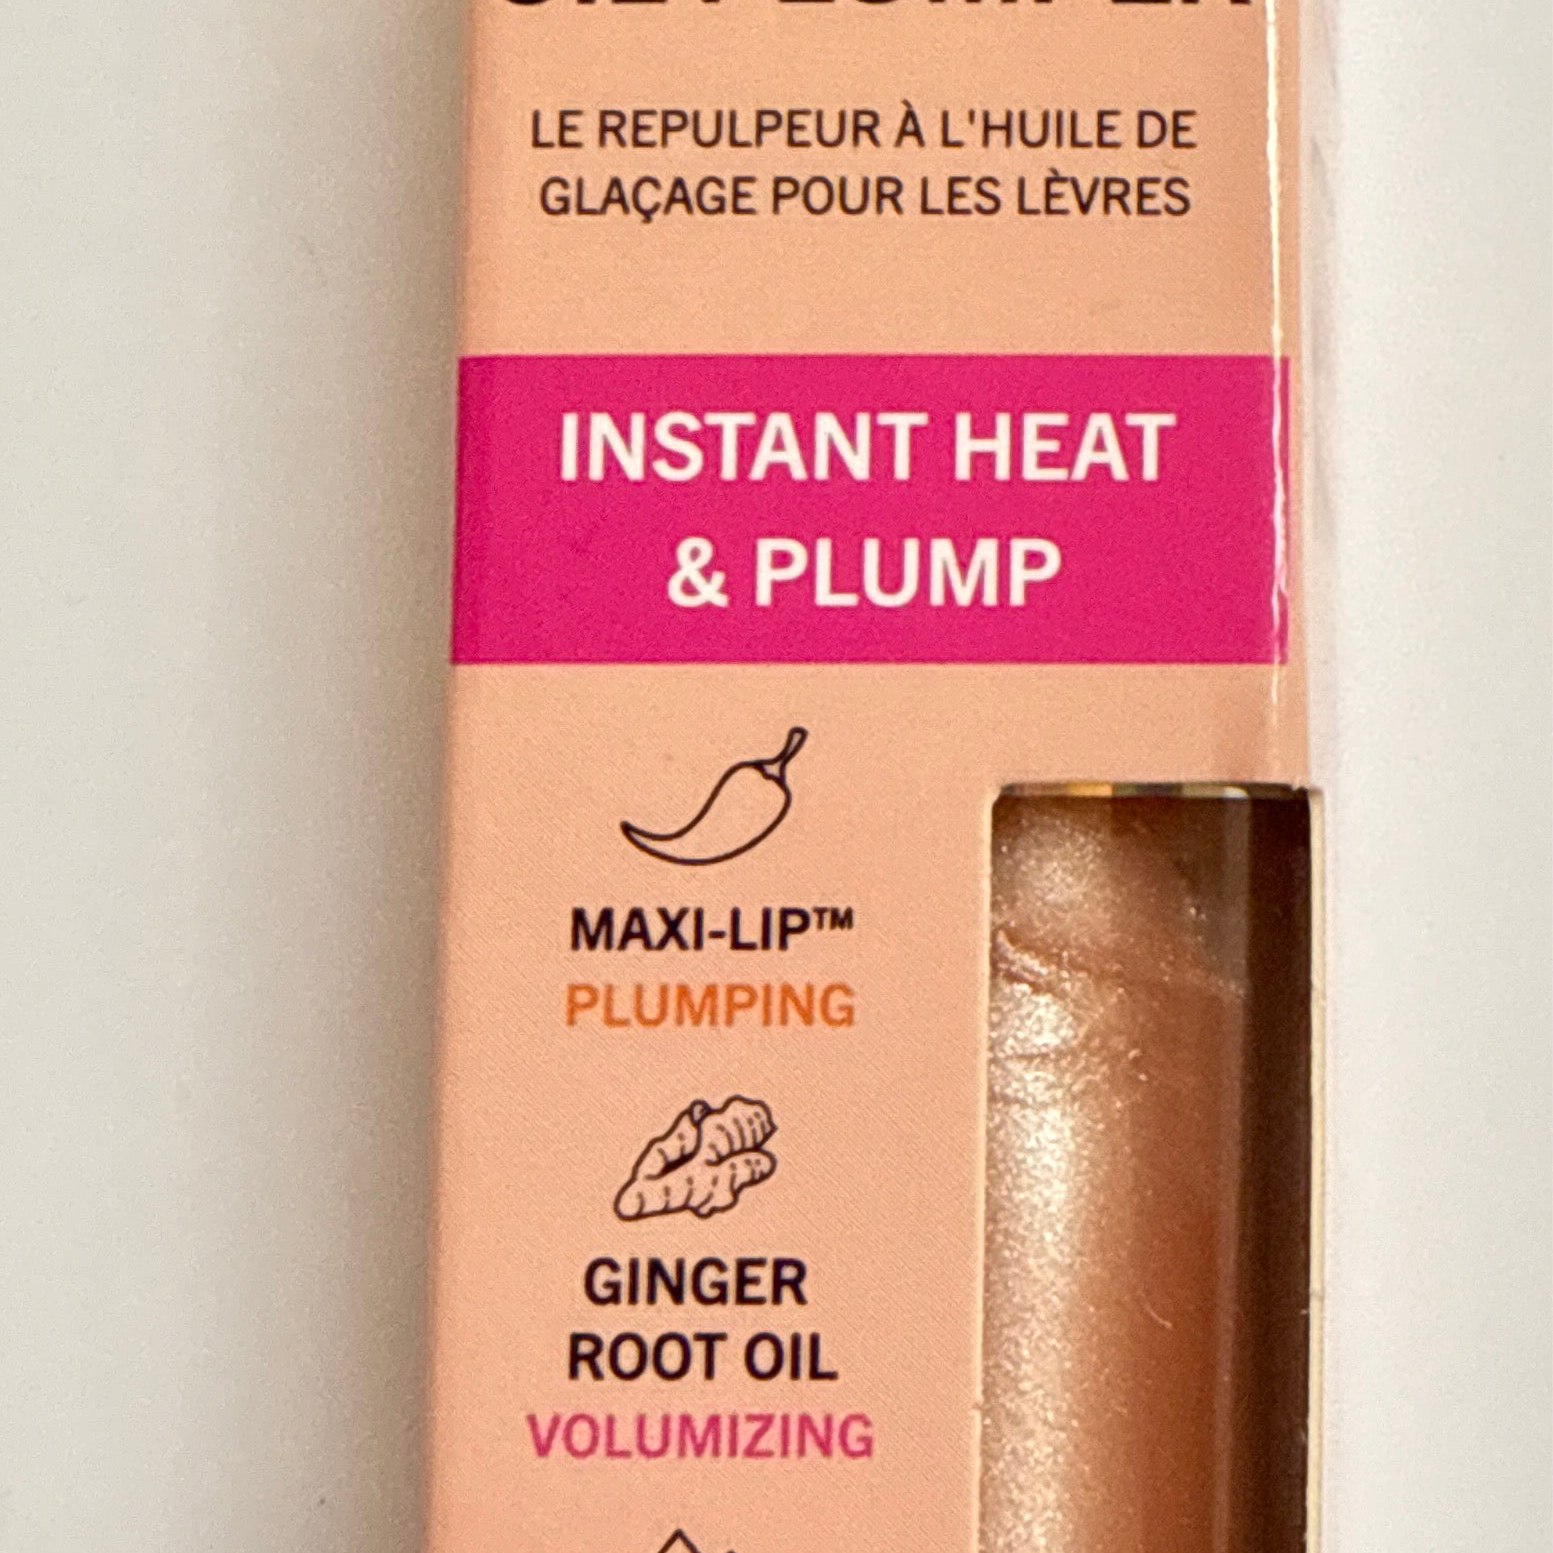 LE REPULPEUR À L'HUILE DE
GLAÇAGE POUR LES LÈVRES
INSTANT HEAT
& PLUMP
MAXI-LIP™
PLUMPING
GINGER
ROOT OIL
VOLUMIZING